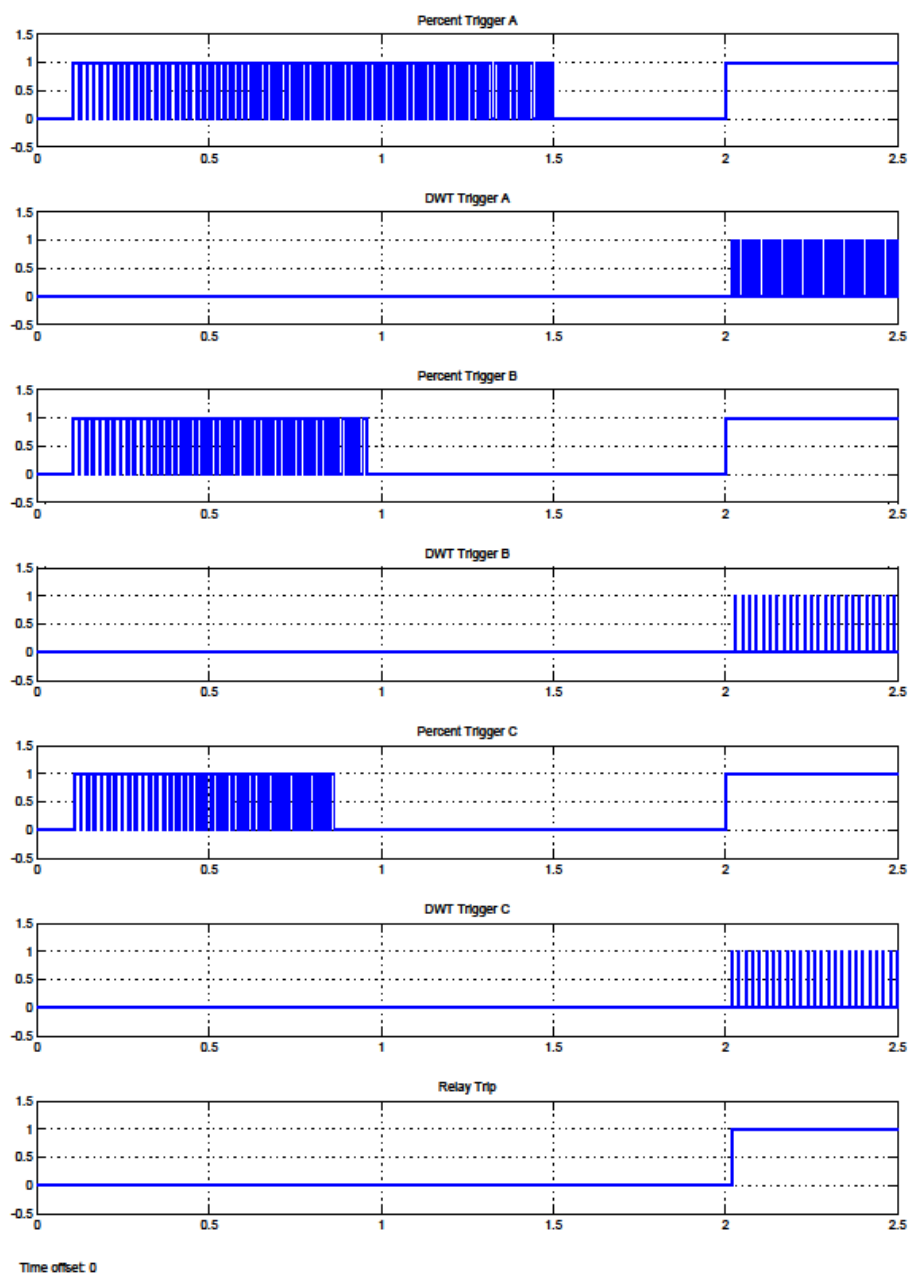 Percent Trigger A
1.5
1
0.5
0
-0.5
0 0.5 1 1.5 2 2.5
DWT Trigger A
1.5
1
0.5
0
-0.5
0 0.5 1 1.5 2 2.5
Percent Trigger B
1.5
1
0.5
0
-0.5
0 0.5 1 1.5 2 2.5
DWT Trigger B
1.5
1
0.5
0
-0.5
0 0.5 1 1.5 2 2.5
Percent Trigger C
1.5
1
0.5
0
-0.5
0 0.5 1 1.5 2 2.5
DWT Trigger C
1.5
1
0.5
0
-0.5
0 0.5 1 1.5 2 2.5
Relay Trip
1.5
1
0.5
0
-0.5
0 0.5 1 1.5 2 2.5
Time offset: 0